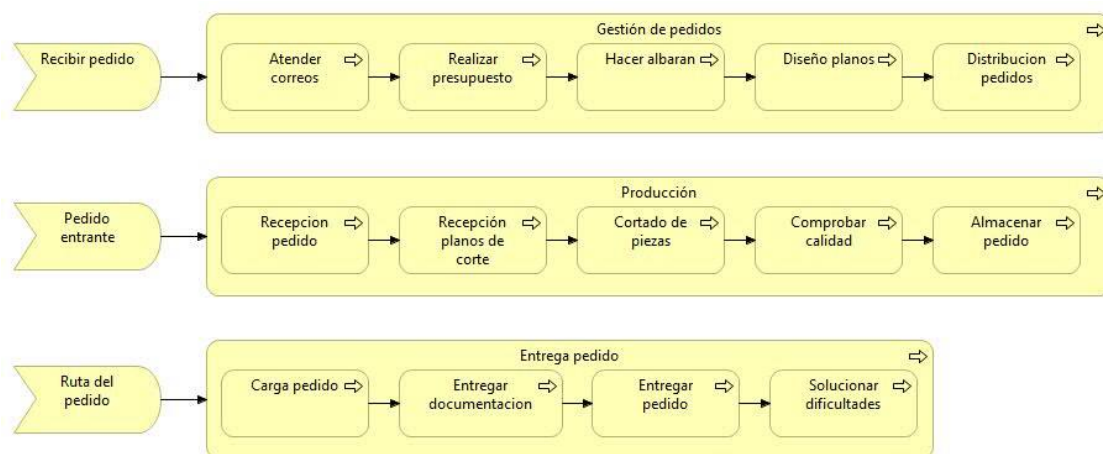 Gestión de pedidos
Recibir pedido
Atender
correos
Realizar
presupuesto
Hacer albaran
Diseño planos
Distribucion
pedidos
Producción
Pedido
entrante
Recepcion
pedido
Recepción
planos de
corte
Cortado de
piezas
Comprobar
calidad
Almacenar
pedido
Entrega pedido
Ruta del
pedido
Carga pedido
Entregar
documentacion
Entregar
pedido
Solucionar
dificultades